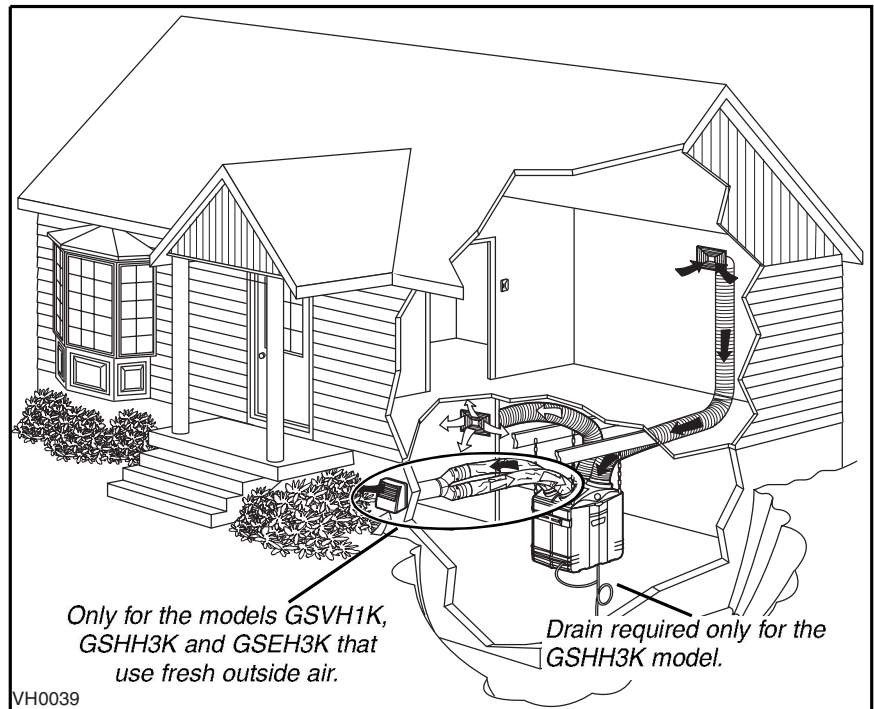 Only for the models GSVH1K,
GSHH3K and GSEH3K that
use fresh outside air.
Drain required only for the
GSHH3K model.
VH0039